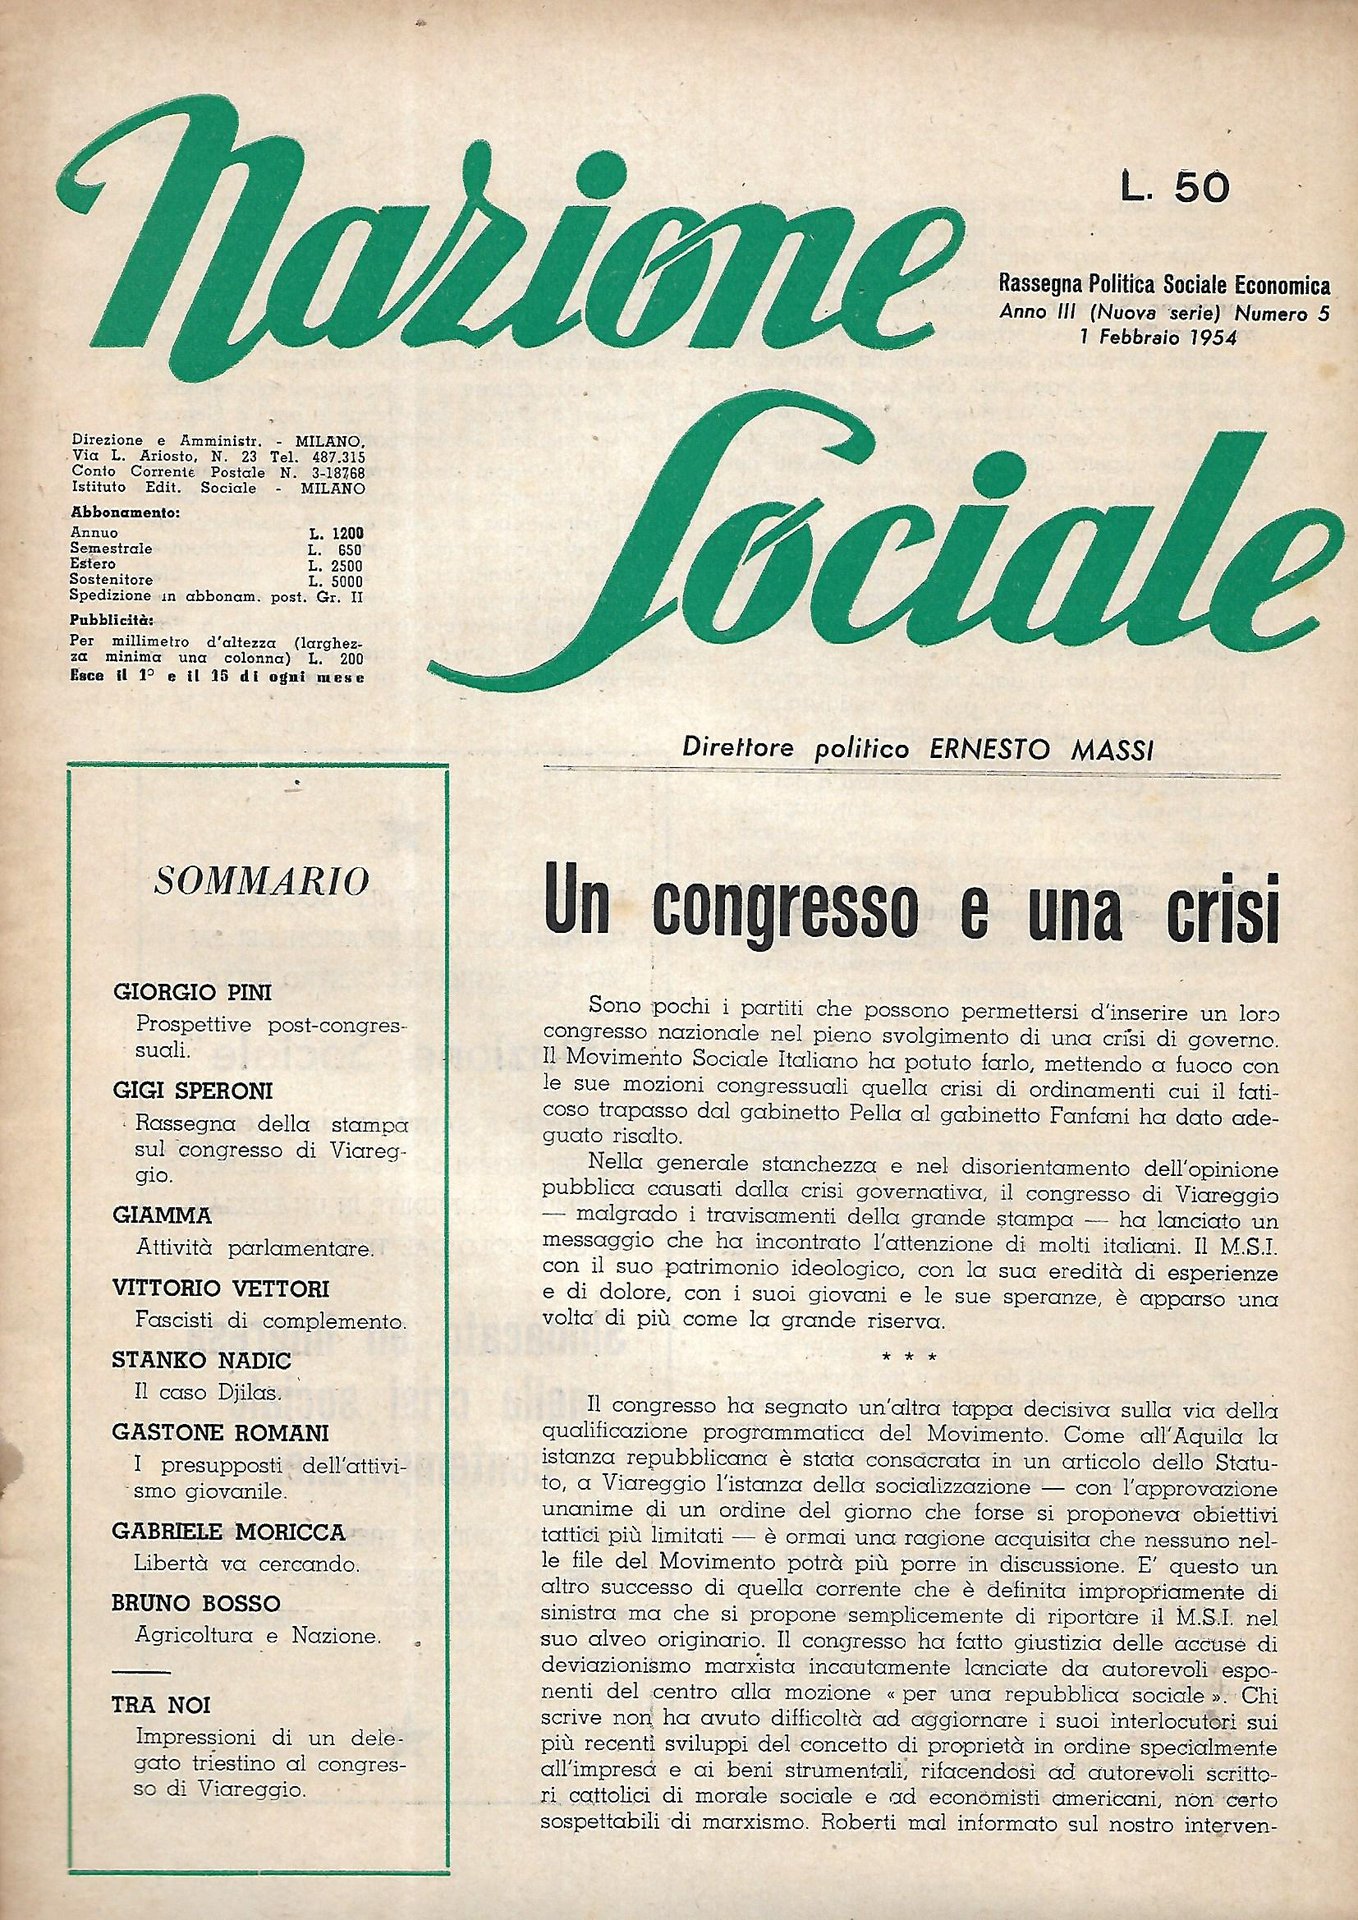 Nazione
Sociale
L. 50
Rassegna Politica Sociale Economica
Anno III (Nuova serie) Numero 5
1 Febbraio 1954
Direzione e Amministr. - MILANO,
Via L. Ariosto, N. 23 Tel. 487.315
Conto Corrente Postale N. 3-18768
Istituto Edit. Sociale - MILANO
Abbonamento:
Annuo L. 1200
Semestrale L. 650
Estero L. 2500
Sostenitore L. 5000
Spedizione in abbonam. post. Gr. II
Pubblicità:
Per millimetro d'altezza (larghez-
za minima una colonna) L. 200
Esce il 1° e il 15 di ogni mese
Direttore politico ERNESTO MASSI
SOMMARIO
GIORGIO PINI
Prospettive post-congres-
suali.
GIGI SPERONI
Rassegna della stampa
sul congresso di Viareg-
gio.
GIAMMA
Attività parlamentare.
VITTORIO VETTORI
Fascisti di complemento.
STANKO NADIC
Il caso Djilas.
GASTONE ROMANI
I presupposti dell'attivi-
smo giovanile.
GABRIELE MORICCA
Libertà va cercando.
BRUNO BOSSO
Agricoltura e Nazione.
TRA NOI
Impressioni di un dele-
gato triestino al congres-
so di Viareggio.
Un congresso e una crisi
Sono pochi i partiti che possono permettersi d'inserire un loro
congresso nazionale nel pieno svolgimento di una crisi di governo.
Il Movimento Sociale Italiano ha potuto farlo, mettendo a fuoco con
le sue mozioni congressuali quella crisi di ordinamenti cui il fati-
coso trapasso dal gabinetto Pella al gabinetto Fanfani ha dato ade-
guato risalto.
Nella generale stanchezza e nel disorientamento dell'opinione
pubblica causati dalla crisi governativa, il congresso di Viareggio
— malgrado i travisamenti della grande stampa — ha lanciato un
messaggio che ha incontrato l'attenzione di molti italiani. Il M.S.I.
con il suo patrimonio ideologico, con la sua eredità di esperienze
e di dolore, con i suoi giovani e le sue speranze, è apparso una
volta di più come la grande riserva.
* * *
Il congresso ha segnato un'altra tappa decisiva sulla via della
qualificazione programmatica del Movimento. Come all'Aquila la
istanza repubblicana è stata consacrata in un articolo dello Statu-
to, a Viareggio l'istanza della socializzazione — con l'approvazione
unanime di un ordine del giorno che forse si proponeva obiettivi
tattici più limitati — è ormai una ragione acquisita che nessuno nel-
le file del Movimento potrà più porre in discussione. E' questo un
altro successo di quella corrente che è definita impropriamente di
sinistra ma che si propone semplicemente di riportare il M.S.I. nel
suo alveo originario. Il congresso ha fatto giustizia delle accuse di
deviazionismo marxista incautamente lanciate da autorevoli espo-
nenti del centro alla mozione « per una repubblica sociale ». Chi
scrive non ha avuto difficoltà ad aggiornare i suoi interlocutori sui
più recenti sviluppi del concetto di proprietà in ordine specialmente
all'impresa e ai beni strumentali, rifacendosi ad autorevoli scritto-
ri cattolici di morale sociale e ad economisti americani, non certo
sospettabili di marxismo. Roberti mal informato sul nostro interven-